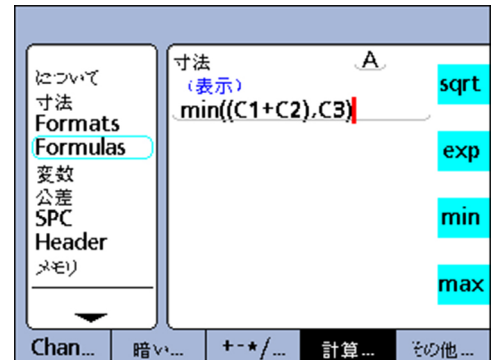 について
寸法
Formats
Formulas
変数
公差
SPC
Header
メモリ
寸法 A
(表示)
min((C1+C2),C3)
sqrt
exp
min
max
Chan...
暗い...
+-*/...
計算...
その他...